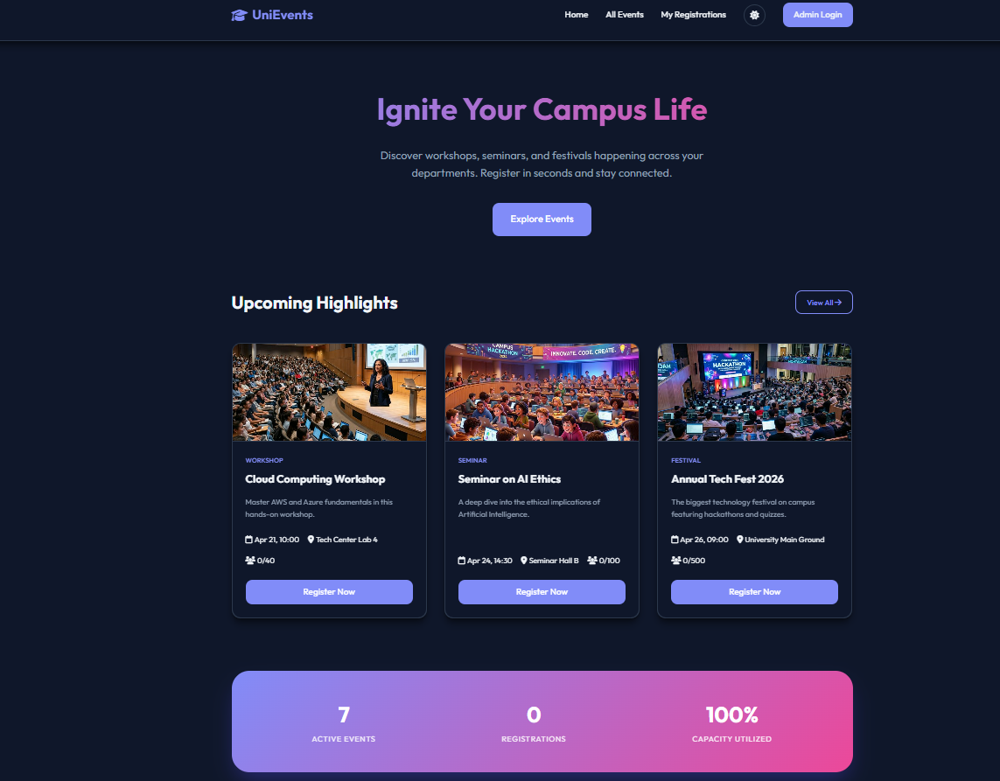 UniEvents
Home All Events My Registrations Admin Login
Ignite Your Campus Life
Discover workshops, seminars, and festivals happening across your
departments. Register in seconds and stay connected.
Explore Events
Upcoming Highlights
View All →
CAMPUS
HACKATHON
INNOVATE. CODE. CREATE.
HACKATHON
WORKSHOP
Cloud Computing Workshop
Master AWS and Azure fundamentals in this
hands-on workshop.
Apr 21, 10:00 Tech Center Lab 4
0/40
Register Now
SEMINAR
Seminar on AI Ethics
A deep dive into the ethical implications of
Artificial Intelligence.
Apr 24, 14:30 Seminar Hall B 0/100
Register Now
FESTIVAL
Annual Tech Fest 2026
The biggest technology festival on campus
featuring hackathons and quizzes.
Apr 26, 09:00 University Main Ground
0/500
Register Now
7
ACTIVE EVENTS
0
REGISTRATIONS
100%
CAPACITY UTILIZED